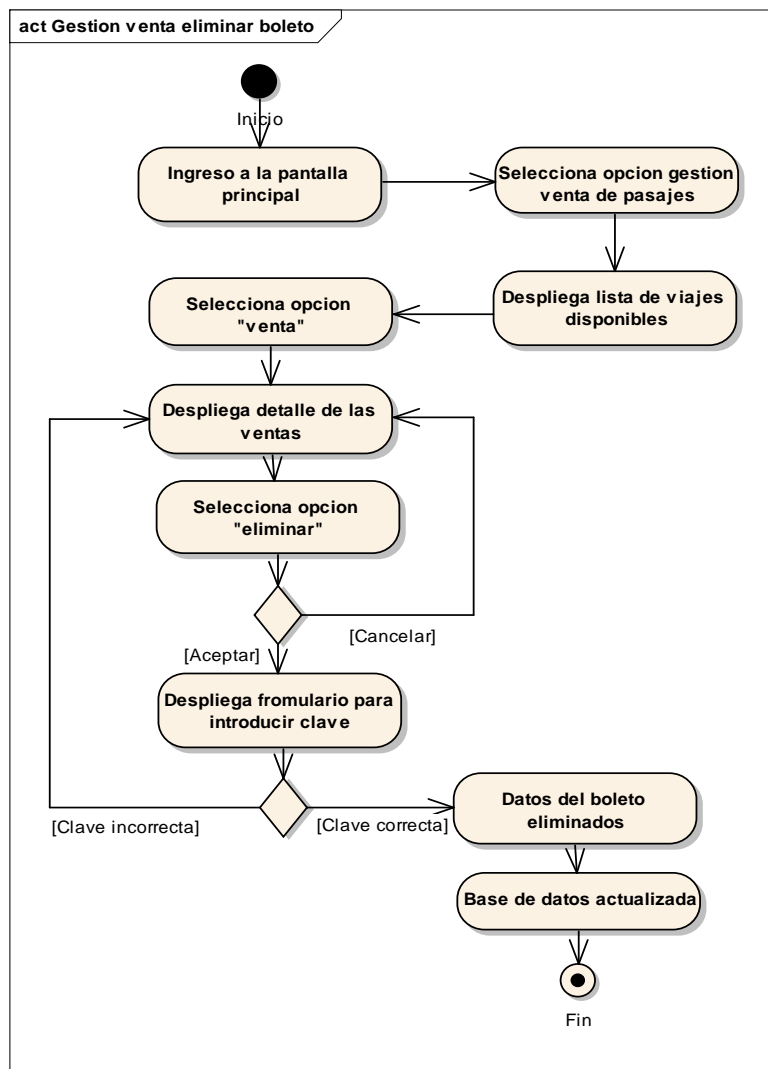 act Gestion venta eliminar boleto
Inicio
Ingreso a la pantalla
principal
Selecciona opcion gestion
venta de pasajes
Despliega lista de viajes
disponibles
Selecciona opcion
"venta"
Despliega detalle de las
ventas
Selecciona opcion
"eliminar"
[Cancelar]
[Aceptar]
Despliega fromulario para
introducir clave
[Clave incorrecta]
[Clave correcta]
Datos del boleto
eliminados
Base de datos actualizada
Fin